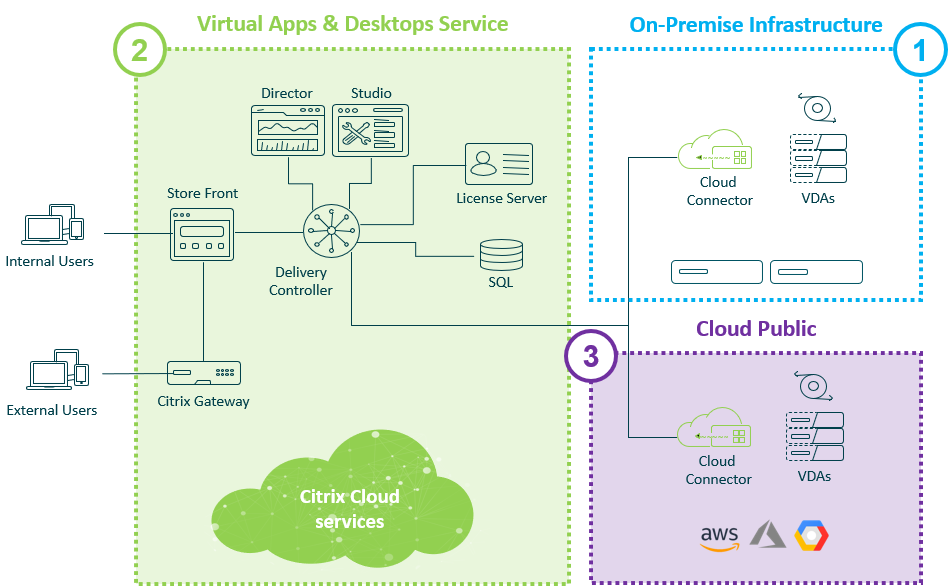 Virtual Apps & Desktops Service
2
Director
Studio
License Server
Store Front
Internal Users
Delivery
Controller
SQL
External Users
Citrix Gateway
Citrix Cloud
services
On-Premise Infrastructure
1
Cloud
Connector
VDAs
Cloud Public
3
Cloud
Connector
VDAs
aws